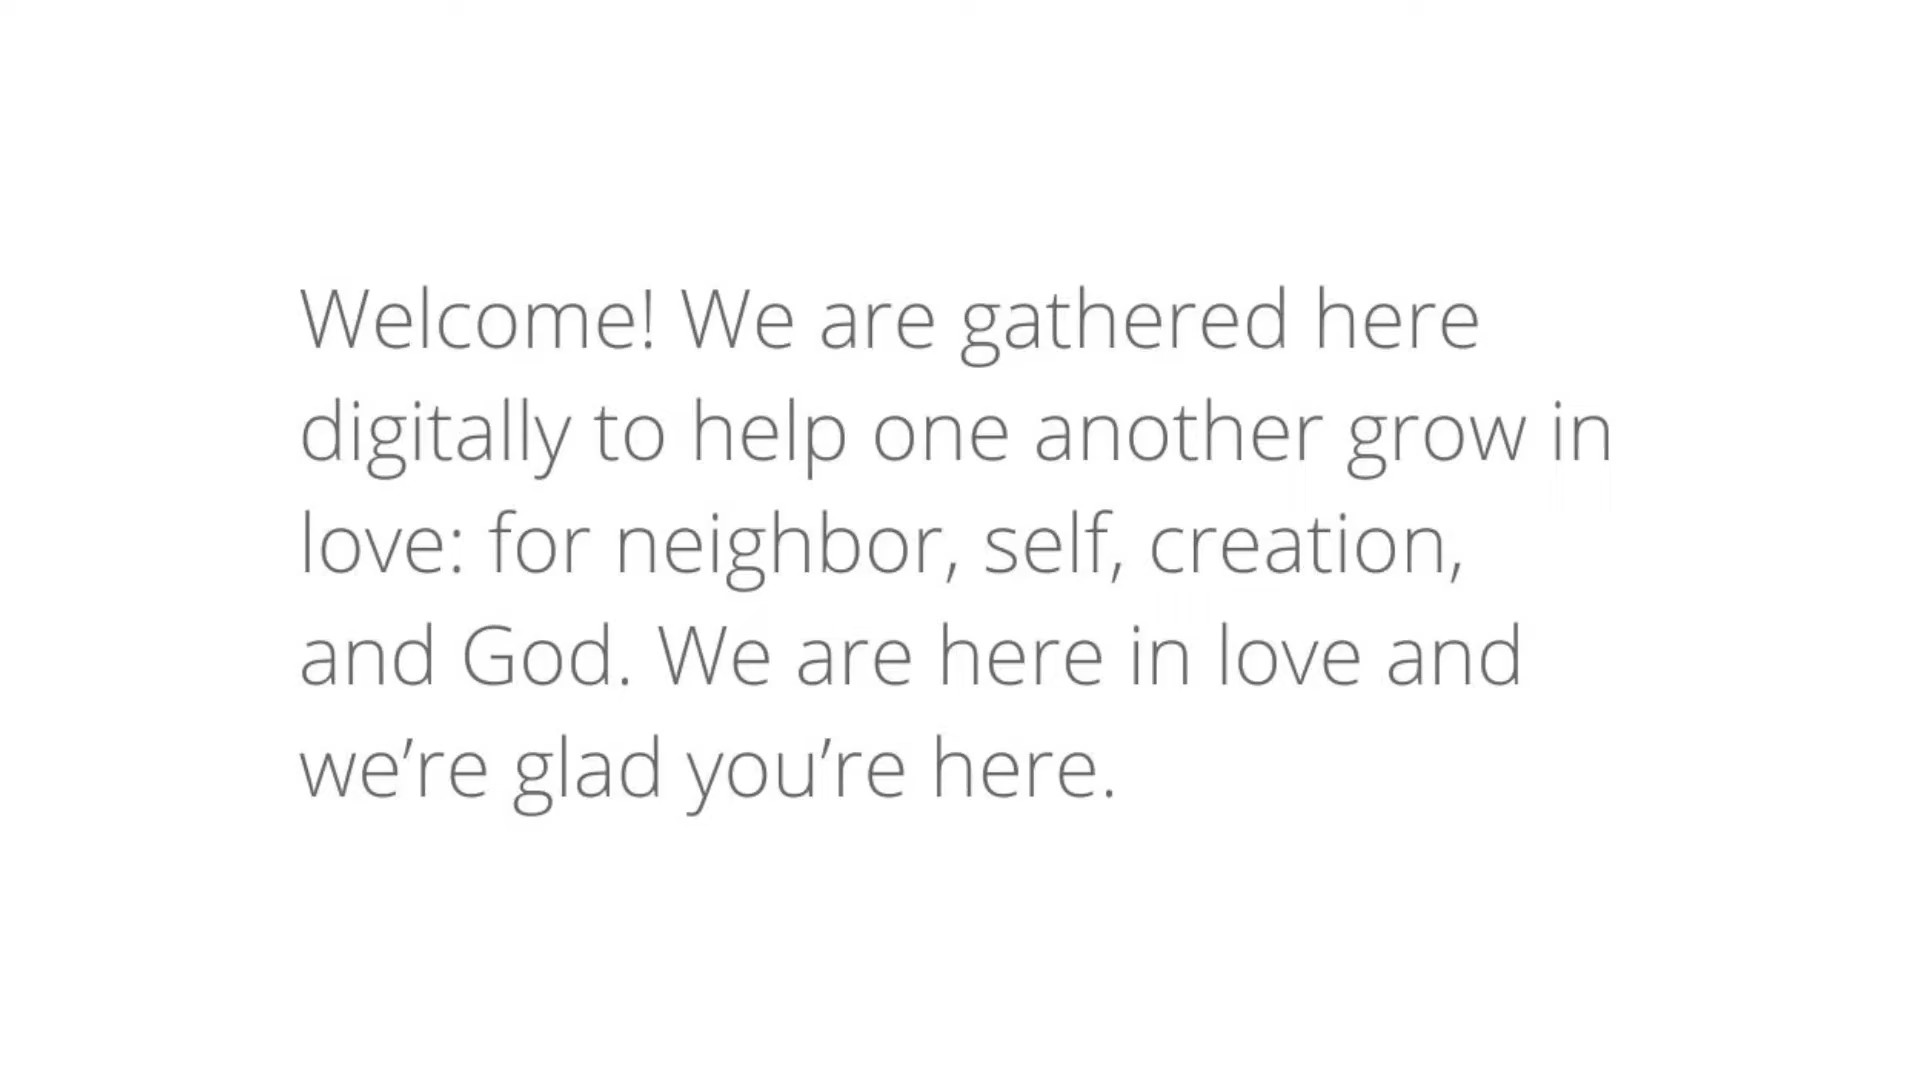 Welcome! We are gathered here
digitally to help one another grow in
love: for neighbor, self, creation,
and God. We are here in love and
we’re glad you’re here.